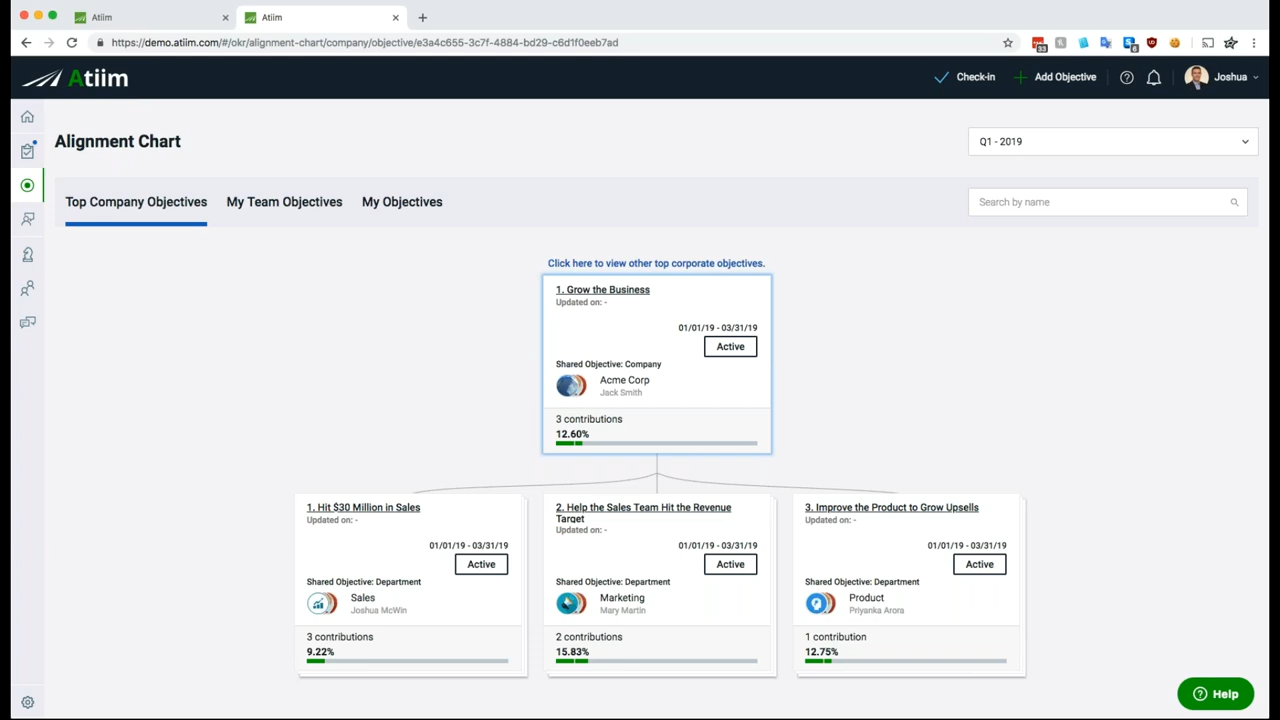 Atiim
Atiim
https://demo.atiim.com/#/okr/alignment-chart/company/objective/e3a4c655-3c7f-4884-bd29-c6d1f0eeb7ad
33
6
Atiim
Check-in
Add Objective
Joshua
Alignment Chart
Q1 - 2019
Top Company Objectives
My Team Objectives
My Objectives
Search by name
Click here to view other top corporate objectives.
1. Grow the Business
Updated on: -
01/01/19 - 03/31/19
Active
Shared Objective: Company
Acme Corp
Jack Smith
3 contributions
12.60%
1. Hit $30 Million in Sales
Updated on: -
01/01/19 - 03/31/19
Active
Shared Objective: Department
Sales
Joshua McWin
3 contributions
9.22%
2. Help the Sales Team Hit the Revenue
Target
Updated on: -
01/01/19 - 03/31/19
Active
Shared Objective: Department
Marketing
Mary Martin
2 contributions
15.83%
3. Improve the Product to Grow Upsells
Updated on: -
01/01/19 - 03/31/19
Active
Shared Objective: Department
Product
Priyanka Arora
1 contribution
12.75%
Help